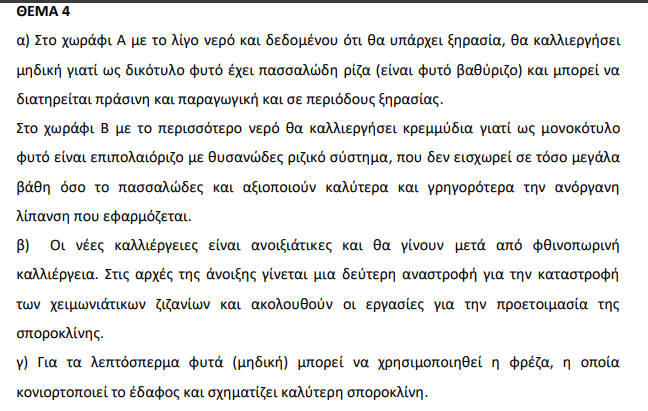 ΘΕΜΑ 4
α) Στο χωράφι Α με το λίγο νερό και δεδομένου ότι θα υπάρχει ξηρασία, θα καλλιεργήσει
μηδική γιατί ως δικότυλο φυτό έχει πασσαλώδη ρίζα (είναι φυτό βαθύριζο) και μπορεί να
διατηρείται πράσινη και παραγωγική και σε περιόδους ξηρασίας.
Στο χωράφι Β με το περισσότερο νερό θα καλλιεργήσει κρεμμύδια γιατί ως μονοκότυλο
φυτό είναι επιπολαιόριζο με θυσανώδες ριζικό σύστημα, που δεν εισχωρεί σε τόσο μεγάλα
βάθη όσο το πασσαλώδες και αξιοποιούν καλύτερα και γρηγορότερα την ανόργανη
λίπανση που εφαρμόζεται.
β) Οι νέες καλλιέργειες είναι ανοιξιάτικες και θα γίνουν μετά από φθινοπωρινή
καλλιέργεια. Στις αρχές της άνοιξης γίνεται μια δεύτερη αναστροφή για την καταστροφή
των χειμωνιάτικων ζιζανίων και ακολουθούν οι εργασίες για την προετοιμασία της
σποροκλίνης.
γ) Για τα λεπτόσπερμα φυτά (μηδική) μπορεί να χρησιμοποιηθεί η φρέζα, η οποία
κονιορτοποιεί το έδαφος και σχηματίζει καλύτερη σποροκλίνη.